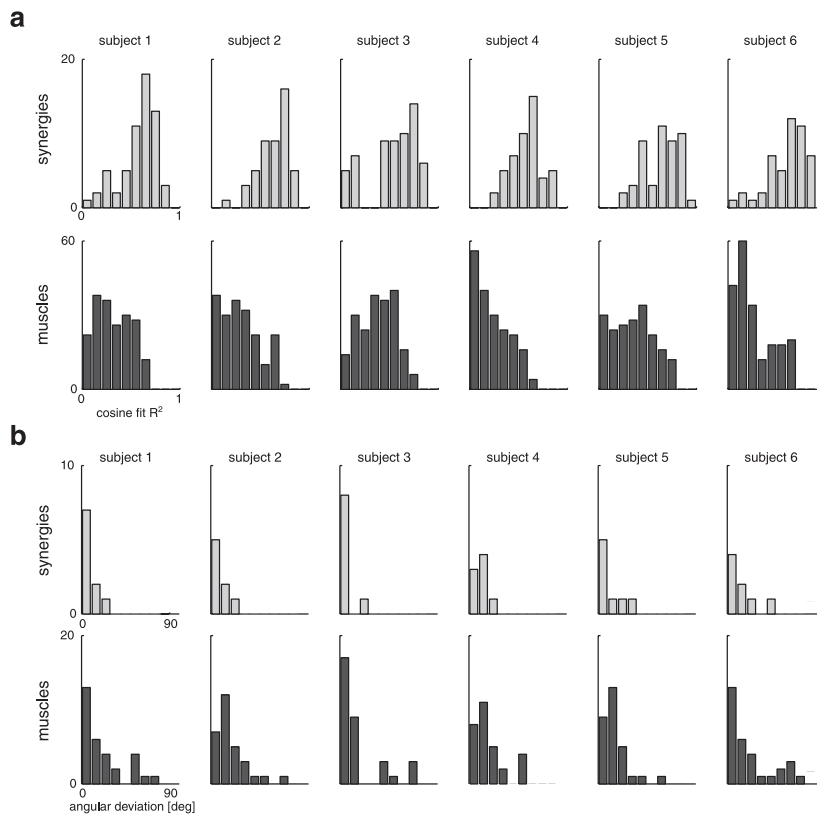 a
subject 1 subject 2 subject 3 subject 4 subject 5 subject 6
20
synergies
0
0 1
60
muscles
0
0 1
cosine fit R²
b
subject 1 subject 2 subject 3 subject 4 subject 5 subject 6
10
synergies
0
0 90
20
muscles
0
0 90
angular deviation [deg]